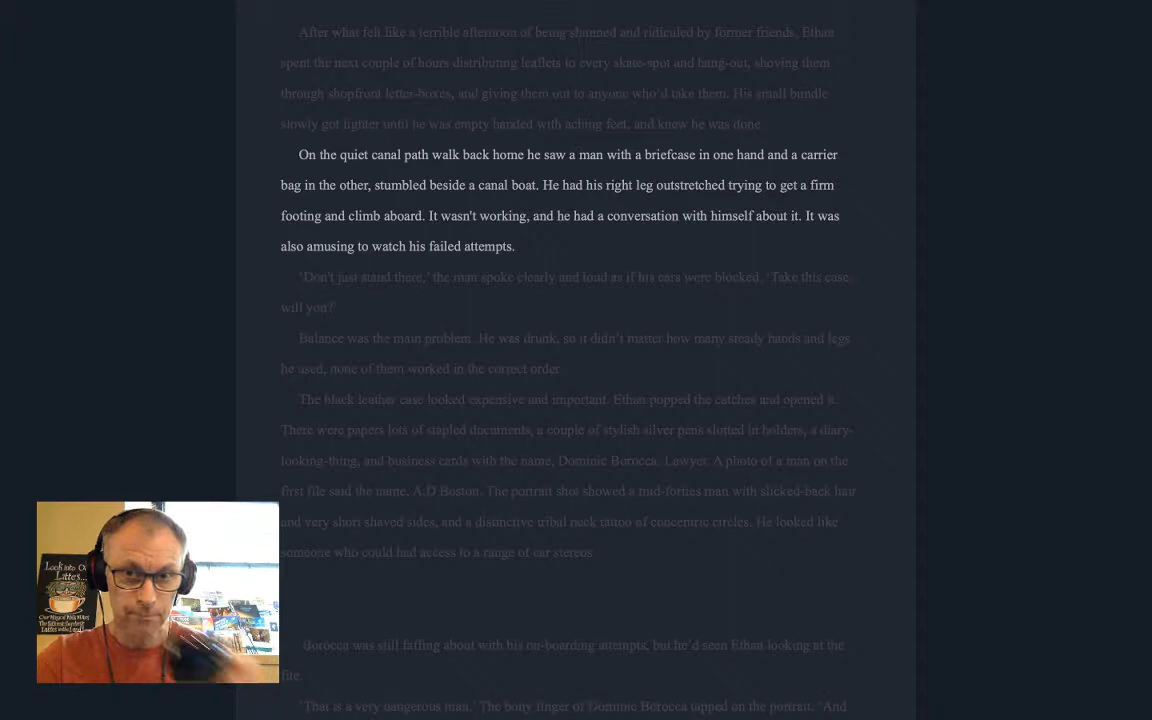 After what felt like a terrible afternoon of being shunned and ridiculed by former friends, Ethan
spent the next couple of hours distributing leaflets to every skate-spot and hang-out, shoving them
through shopfront letter-boxes, and giving them out to anyone who'd take them. His small bundle
slowly got lighter until he was empty handed with aching feet, and knew he was done.
On the quiet canal path walk back home he saw a man with a briefcase in one hand and a carrier
bag in the other, stumbled beside a canal boat. He had his right leg outstretched trying to get a firm
footing and climb aboard. It wasn't working, and he had a conversation with himself about it. It was
also amusing to watch his failed attempts.
'Don't just stand there,' the man spoke clearly and loud as if his ears were blocked. 'Take this case,
will you?'
Balance was the main problem. He was drunk, so it didn't matter how many steady hands and legs
he used, none of them worked in the correct order.
The black leather case looked expensive and important. Ethan popped the catches and opened it.
There were papers lots of stapled documents, a couple of stylish silver pens slotted in holders, a diary-
looking-thing, and business cards with the name, Dominic Borocca. Lawyer. A photo of a man on the
first file said the name, A.D Boston. The portrait shot showed a mid-forties man with slicked-back hair
and very short shaved sides, and a distinctive tribal neck tattoo of concentric circles. He looked like
someone who could had access to a range of car stereos.
Look into Our
Lattes...
Borocca was still faffing about with his on-boarding attempts, but he'd seen Ethan looking at the
file.
'That is a very dangerous man.' The bony finger of Dominic Borocca tapped on the portrait. 'And